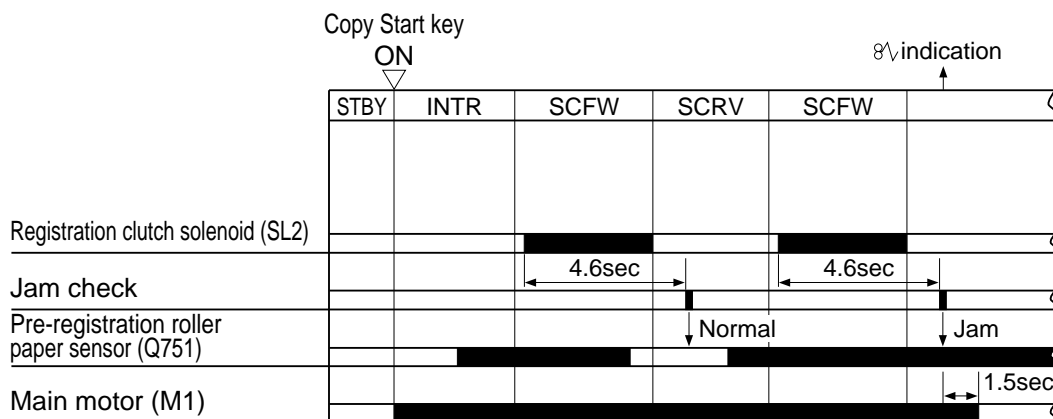 Copy Start key
ON
indication
STBY INTR SCFW SCRV SCFW
Registration clutch solenoid (SL2)
4.6sec 4.6sec
Jam check
Normal Jam
Pre-registration roller
paper sensor (Q751)
1.5sec
Main motor (M1)